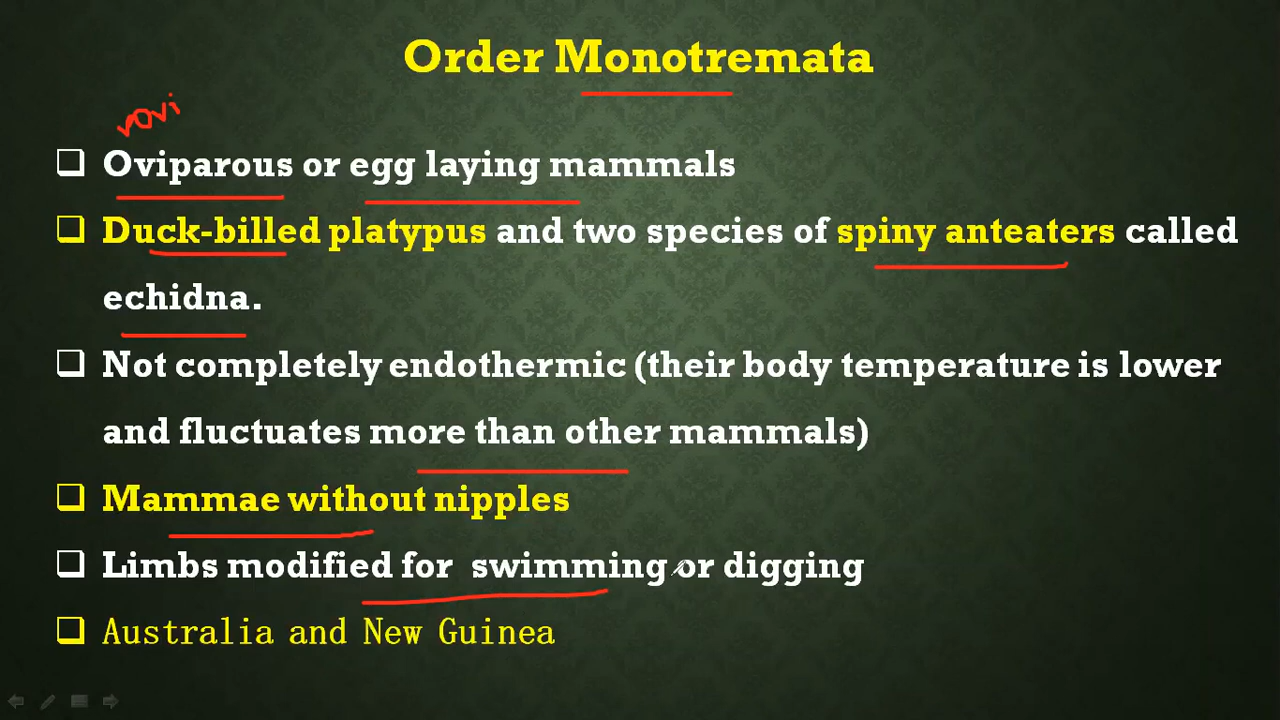 Order Monotremata
rovi
Oviparous or egg laying mammals
Duck-billed platypus and two species of spiny anteaters called
echidna.
Not completely endothermic (their body temperature is lower
and fluctuates more than other mammals)
Mammae without nipples
Limbs modified for swimming or digging
Australia and New Guinea